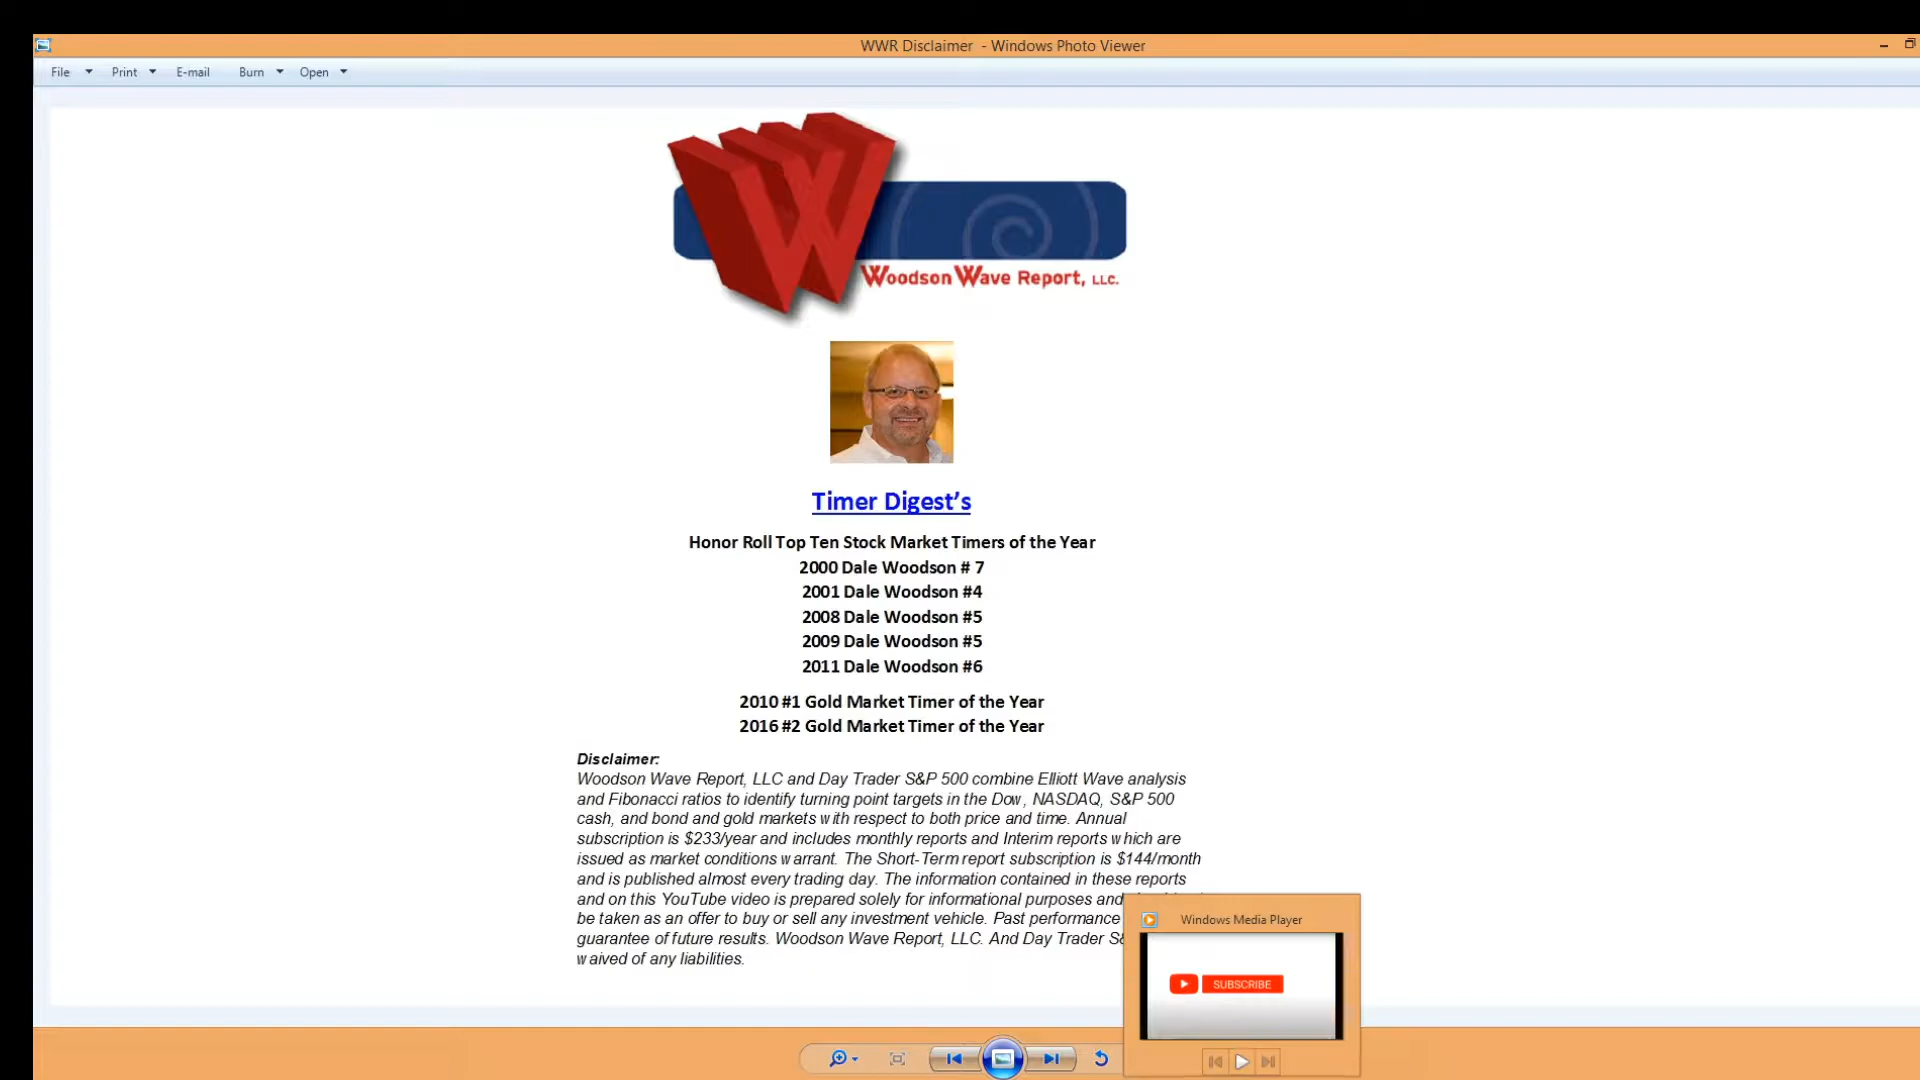 WWR Disclaimer - Windows Photo Viewer
File Print E-mail Burn Open
Woodson Wave Report, LLC.
Timer Digest's
Honor Roll Top Ten Stock Market Timers of the Year
2000 Dale Woodson # 7
2001 Dale Woodson #4
2008 Dale Woodson #5
2009 Dale Woodson #5
2011 Dale Woodson #6
2010 #1 Gold Market Timer of the Year
2016 #2 Gold Market Timer of the Year
Disclaimer:
Woodson Wave Report, LLC and Day Trader S&P 500 combine Elliott Wave analysis
and Fibonacci ratios to identify turning point targets in the Dow, NASDAQ, S&P 500
cash, and bond and gold markets with respect to both price and time. Annual
subscription is $233/year and includes monthly reports and Interim reports which are
issued as market conditions warrant. The Short-Term report subscription is $144/month
and is published almost every trading day. The information contained in these reports
and on this YouTube video is prepared solely for informational purposes and
be taken as an offer to buy or sell any investment vehicle. Past performance
guarantee of future results. Woodson Wave Report, LLC. And Day Trader
waived of any liabilities.
Windows Media Player
SUBSCRIBE